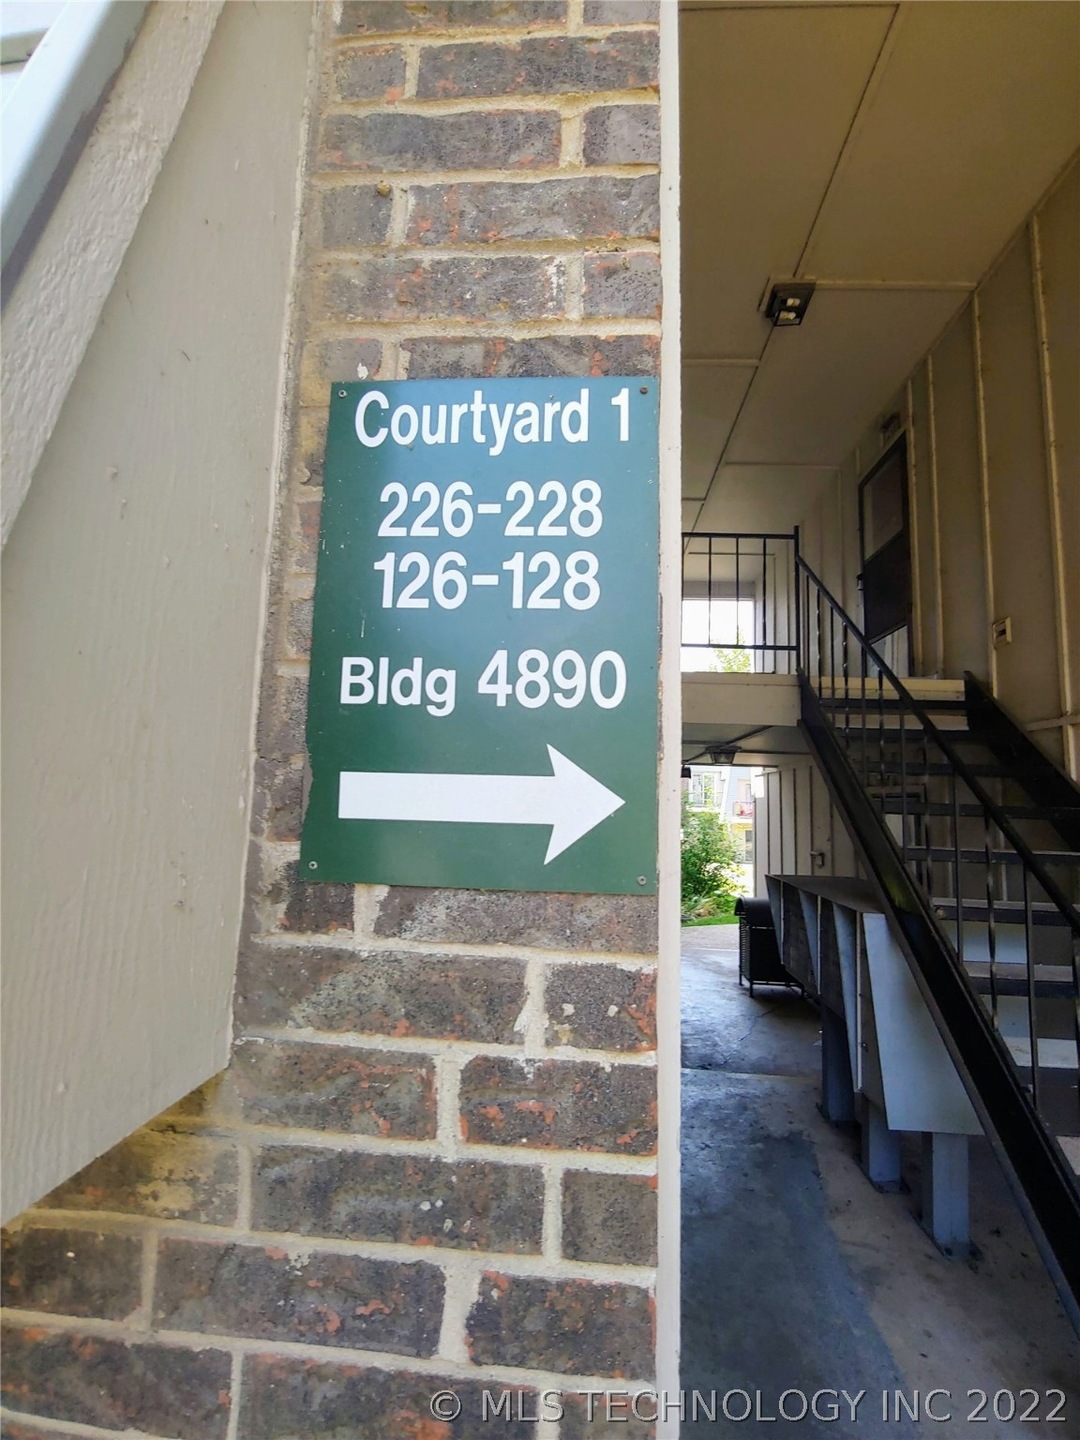 Courtyard 1
226-228
126-128
Bldg 4890
© MLS TECHNOLOGY INC 2022